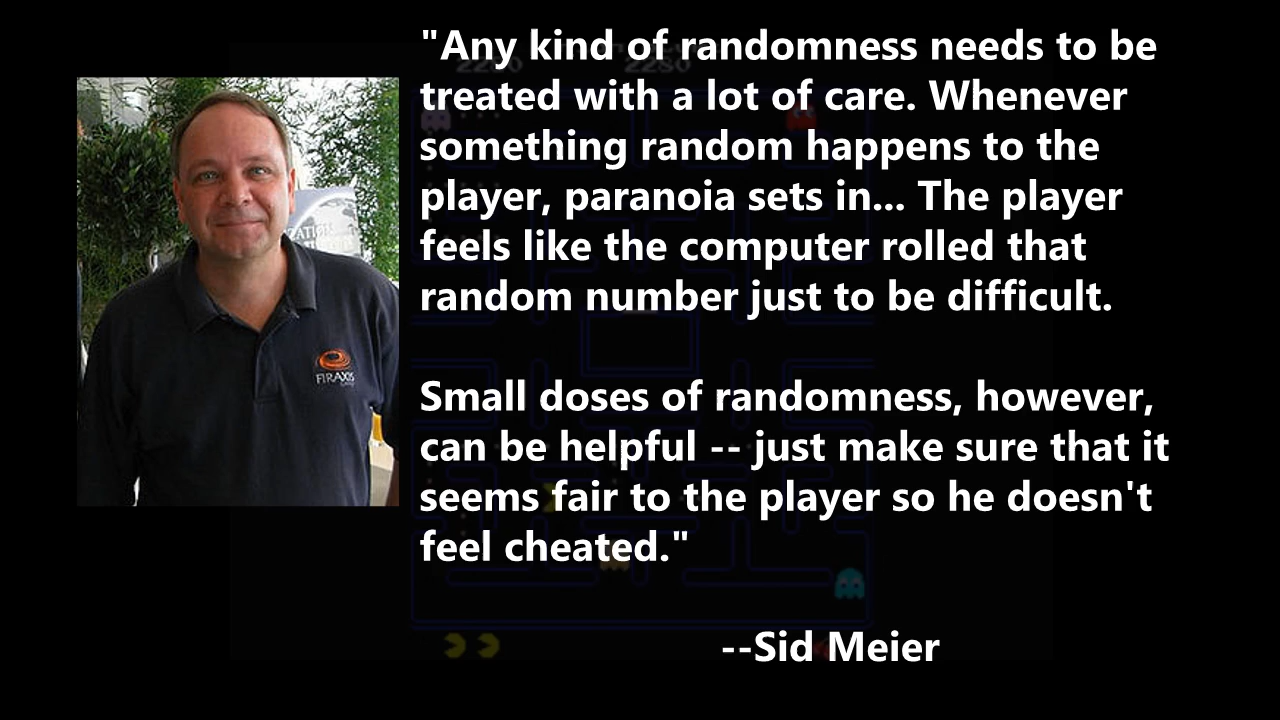 "Any kind of randomness needs to be
treated with a lot of care. Whenever
something random happens to the
player, paranoia sets in... The player
feels like the computer rolled that
random number just to be difficult.
Small doses of randomness, however,
can be helpful -- just make sure that it
seems fair to the player so he doesn't
feel cheated."
--Sid Meier
FIRAXIS